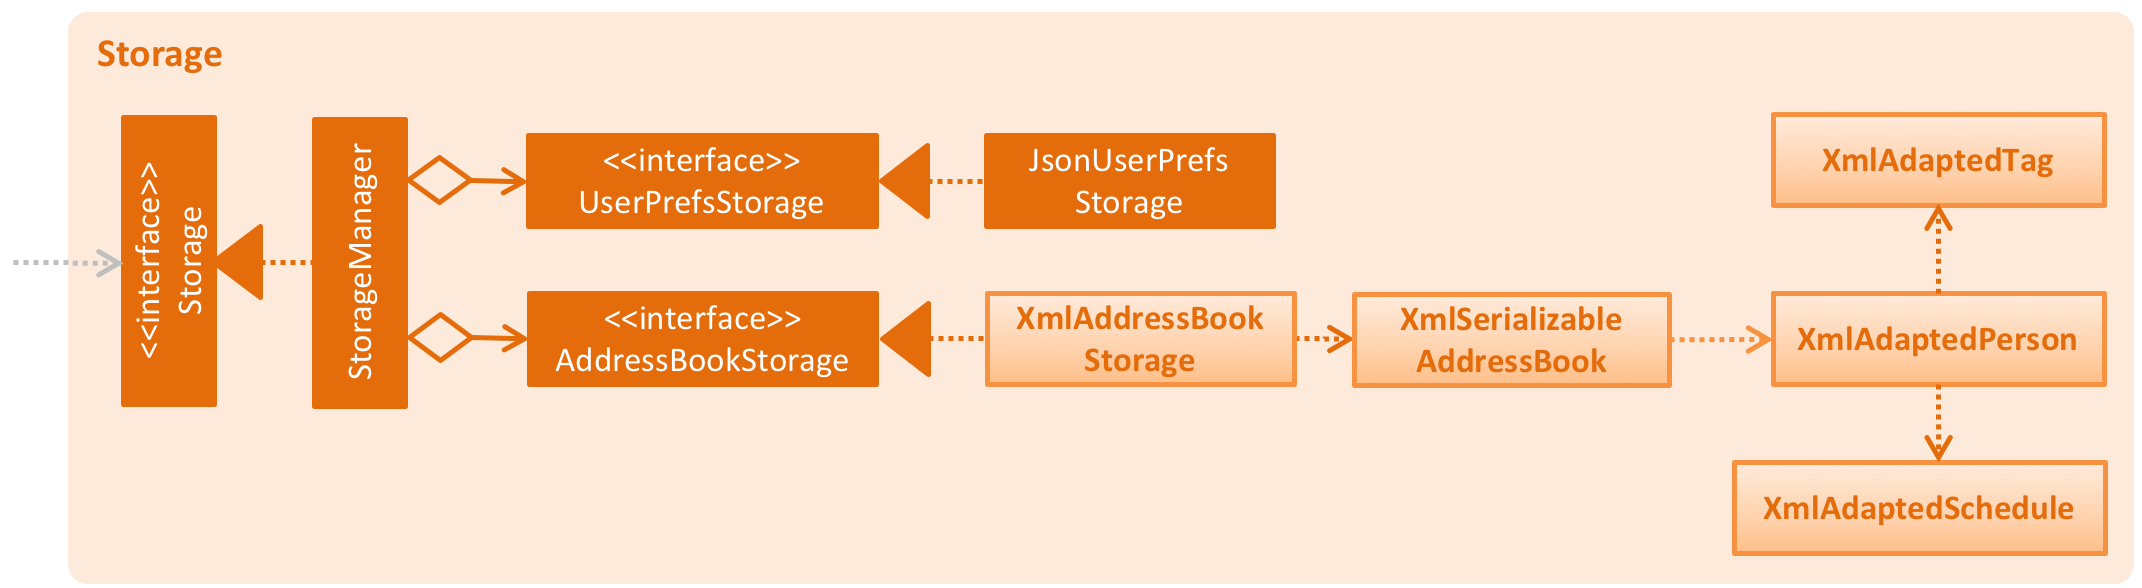 Storage
<<interface>>
Storage
StorageManager
<<interface>>
UserPrefsStorage
JsonUserPrefs
Storage
<<interface>>
AddressBookStorage
XmlAddressBook
Storage
XmlSerializable
AddressBook
XmlAdaptedTag
XmlAdaptedPerson
XmlAdaptedSchedule